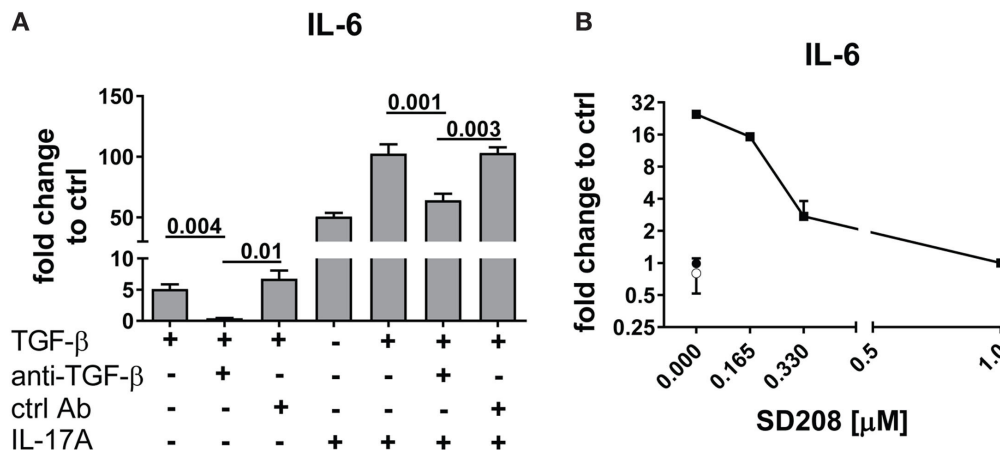 A
IL-6
fold change
to ctrl
150
100
50
10
5
0
0.004
0.01
0.001
0.003
TGF-β + + + - + + +
anti-TGF-β - + - - - + -
ctrl Ab - - + - - - +
IL-17A - - - + + + +
B
IL-6
fold change to ctrl
32
16
8
4
2
1
0.5
0.25
0.000 0.165 0.330 0.5 1.0
SD208 [μM]